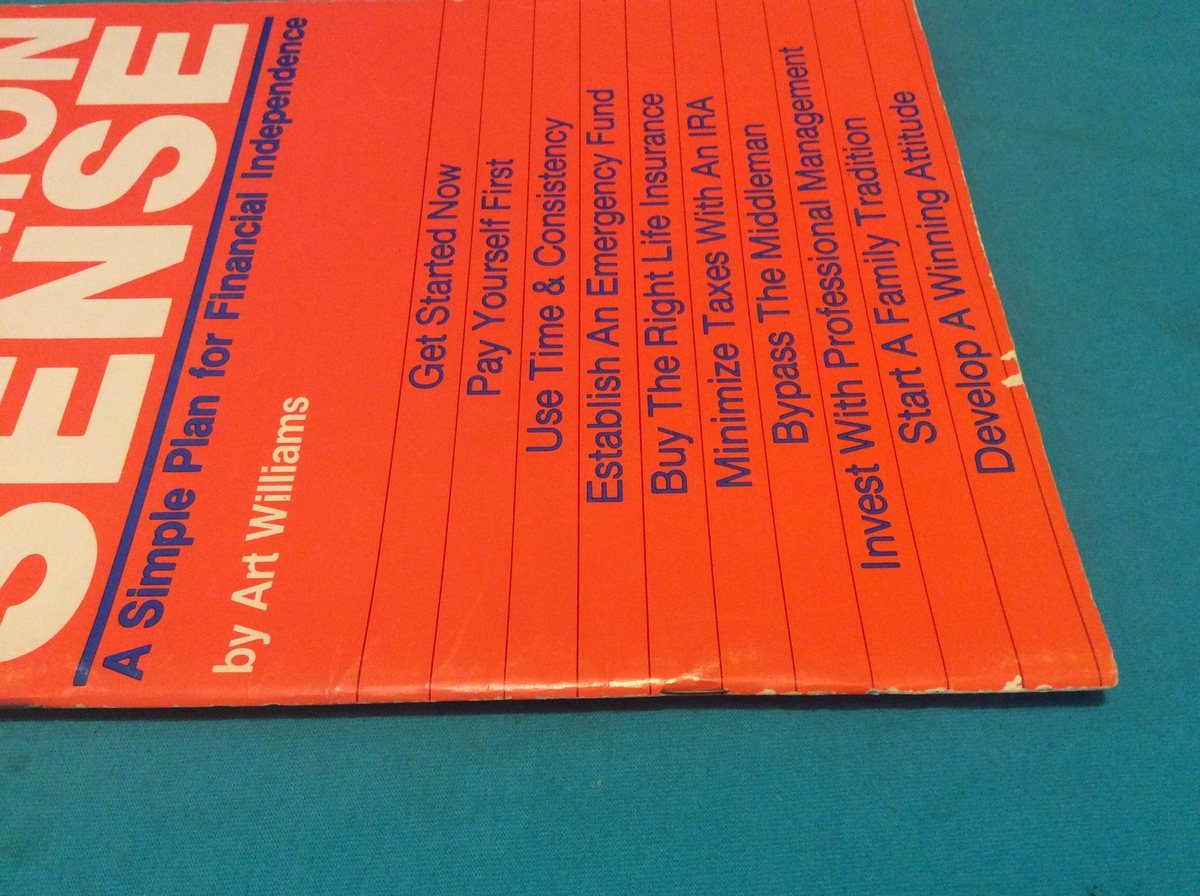 SENSE
A Simple Plan for Financial Independence
by Art Williams
Get Started Now
Pay Yourself First
Use Time & Consistency
Establish An Emergency Fund
Buy The Right Life Insurance
Minimize Taxes With An IRA
Bypass The Middleman
Invest With Professional Management
Start A Family Tradition
Develop A Winning Attitude